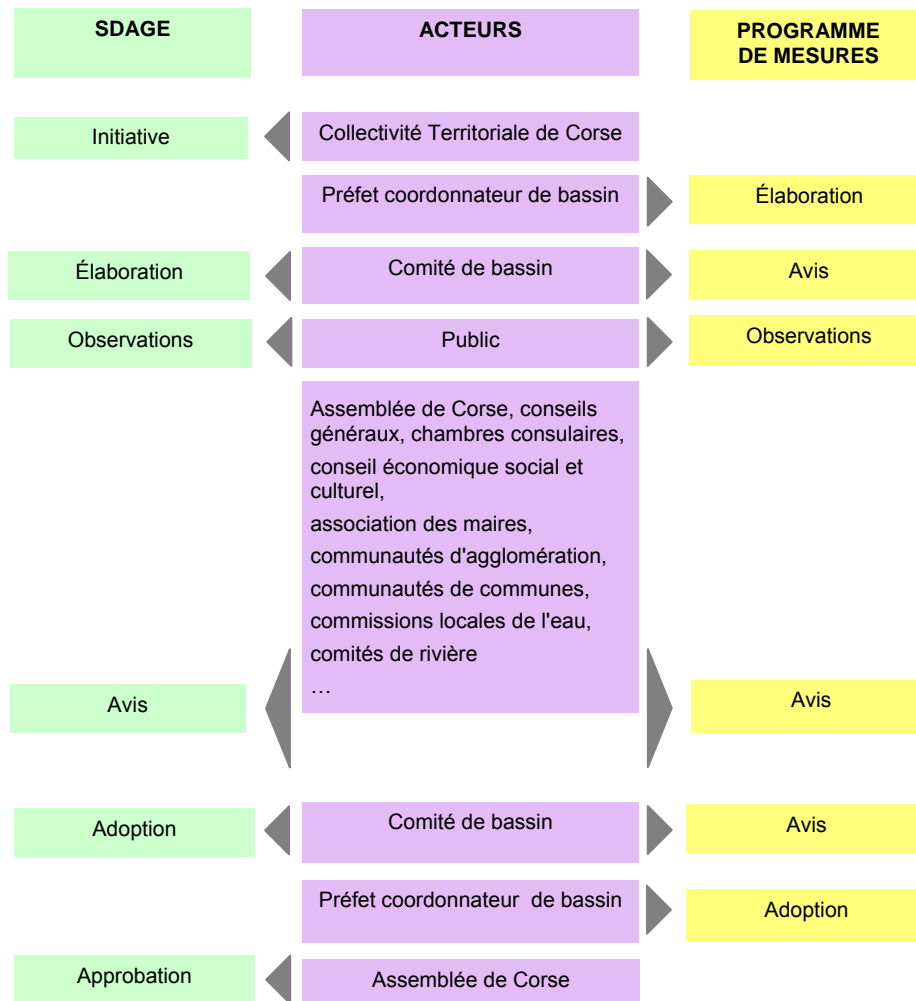 SDAGE
ACTEURS
PROGRAMME
DE MESURES
Initiative
Collectivité Territoriale de Corse
Préfet coordonnateur de bassin
Élaboration
Élaboration
Comité de bassin
Avis
Observations
Public
Observations
Assemblée de Corse, conseils
généraux, chambres consulaires,
conseil économique social et
culturel,
association des maires,
communautés d'agglomération,
communautés de communes,
commissions locales de l'eau,
comités de rivière
…
Avis
Avis
Adoption
Comité de bassin
Avis
Préfet coordonnateur de bassin
Adoption
Approbation
Assemblée de Corse